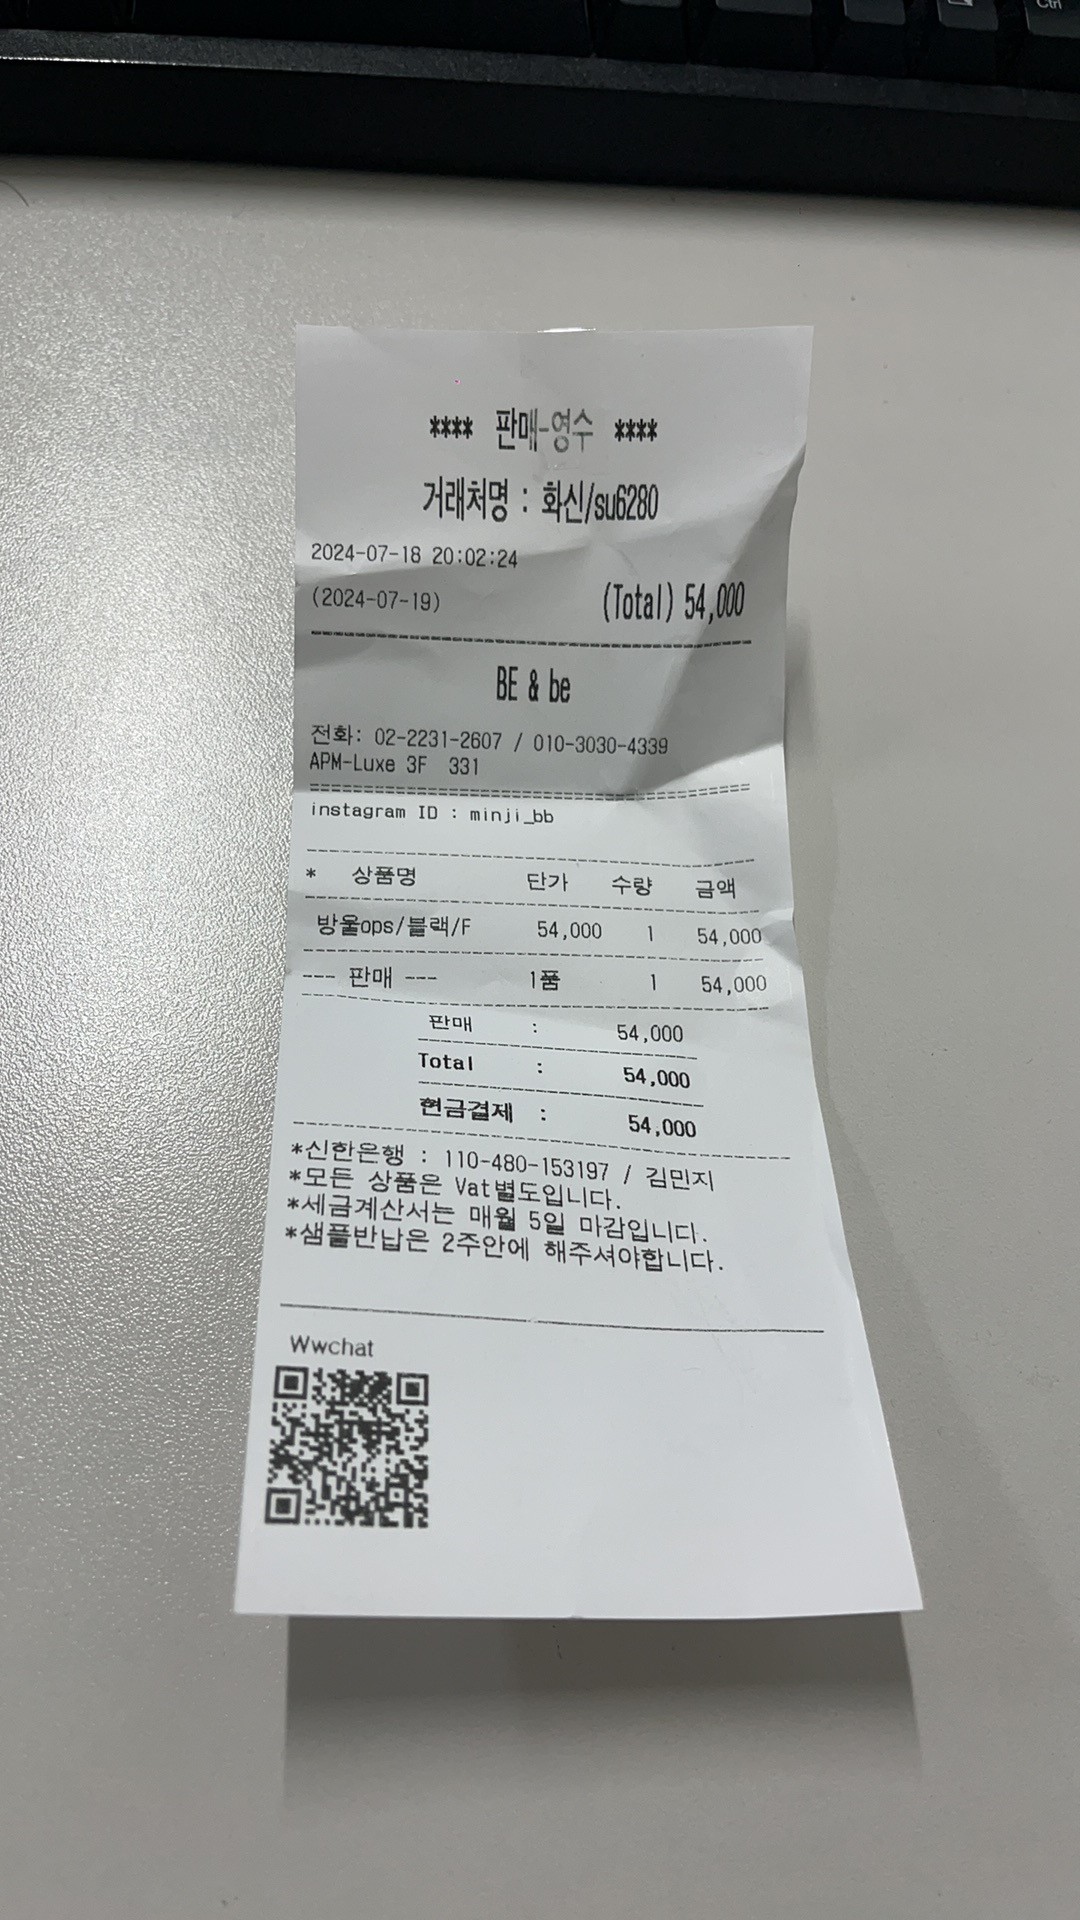 **** 판매-영수 ****
거래처명 : 화신/su6280
2024-07-18 20:02:24
(2024-07-19) (Total) 54,000
BE & be
전화: 02-2231-2607 / 010-3030-4339
APM-Luxe 3F 331
instagram ID : minji_bb
* 상품명 단가 수량 금액
방울ops/블랙/F 54,000 1 54,000
--- 판매 --- 1품 1 54,000
판매 : 54,000
Total : 54,000
현금결제 : 54,000
*신한은행 : 110-480-153197 / 김민지
*모든 상품은 Vat별도입니다.
*세금계산서는 매월 5일 마감입니다.
*샘플반납은 2주안에 해주셔야합니다.
Wwchat
Ctrl